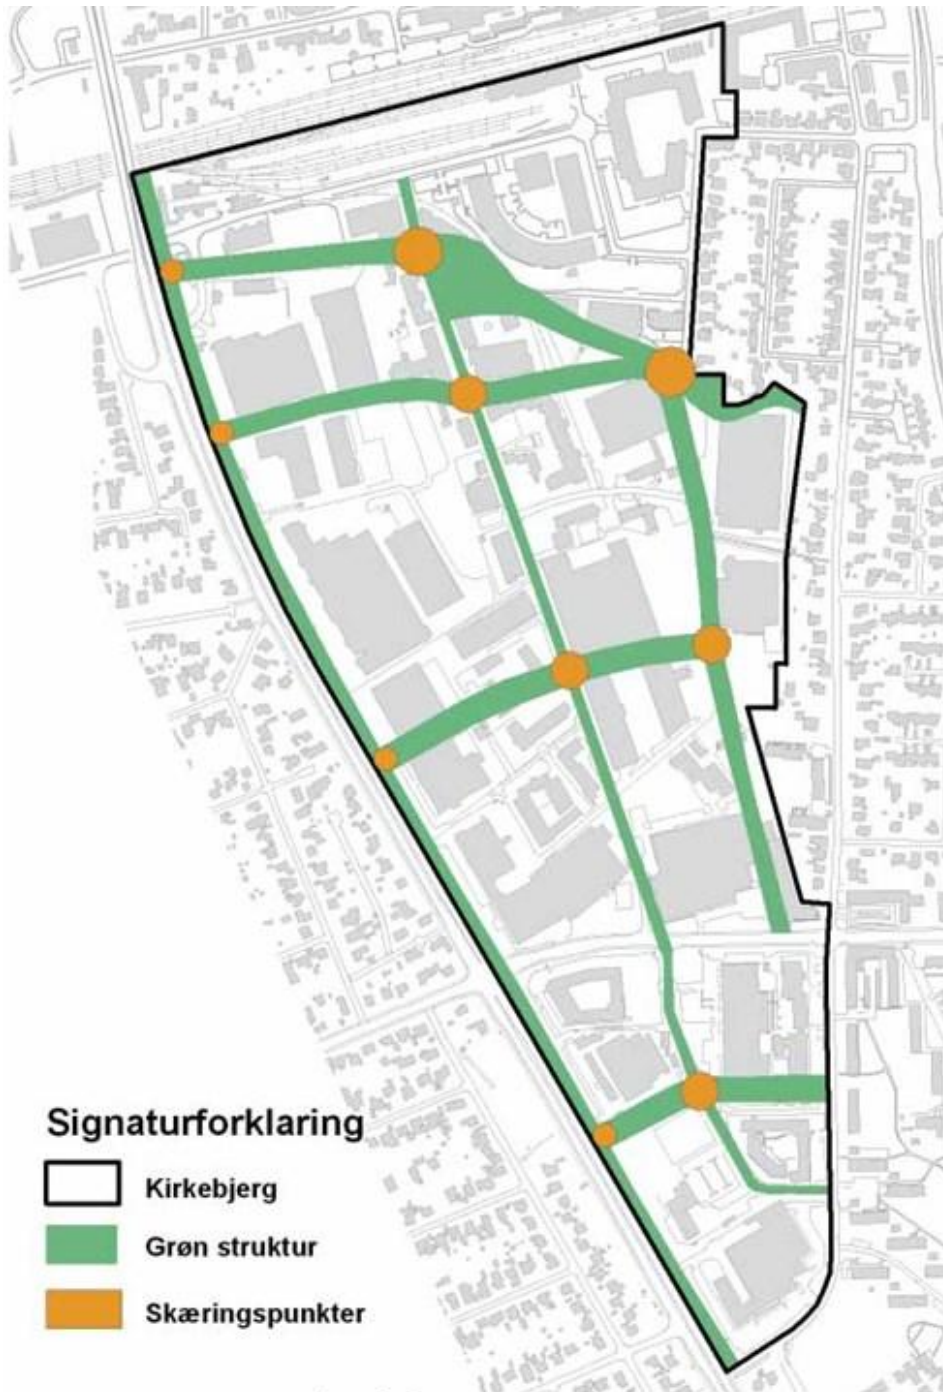 Signaturforklaring
Kirkebjerg
Grøn struktur
Skæringspunkter